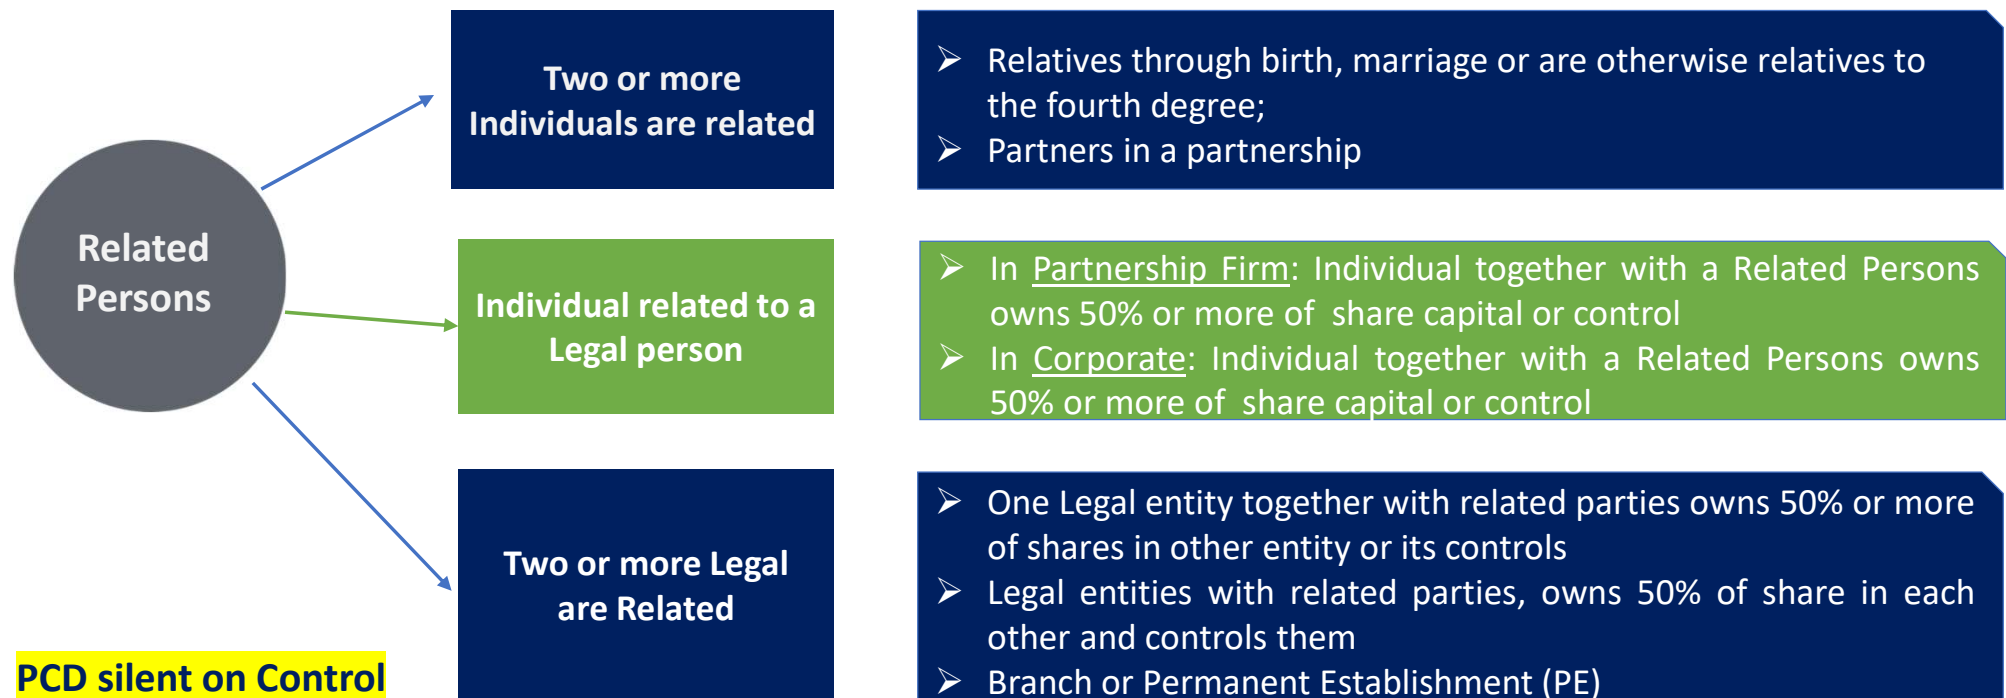 Related
Persons
Two or more
Individuals are related
➢ Relatives through birth, marriage or are otherwise relatives to
the fourth degree;
➢ Partners in a partnership
Individual related to a
Legal person
➢ In Partnership Firm: Individual together with a Related Persons
owns 50% or more of share capital or control
➢ In Corporate: Individual together with a Related Persons owns
50% or more of share capital or control
Two or more Legal
are Related
➢ One Legal entity together with related parties owns 50% or more
of shares in other entity or its controls
➢ Legal entities with related parties, owns 50% of share in each
other and controls them
➢ Branch or Permanent Establishment (PE)
PCD silent on Control